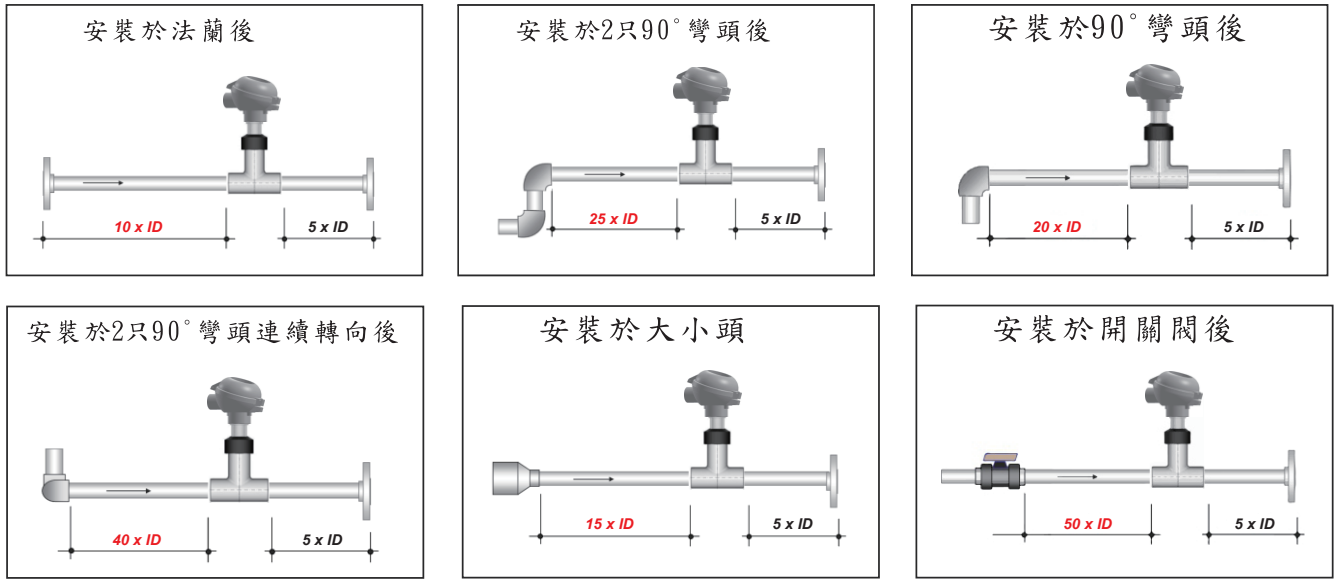 安裝於法蘭後
10 x ID
5 x ID
安裝於2只90°彎頭後
25 x ID
5 x ID
安裝於90°彎頭後
20 x ID
5 x ID
安裝於2只90°彎頭連續轉向後
40 x ID
5 x ID
安裝於大小頭
15 x ID
5 x ID
安裝於開關閥後
50 x ID
5 x ID